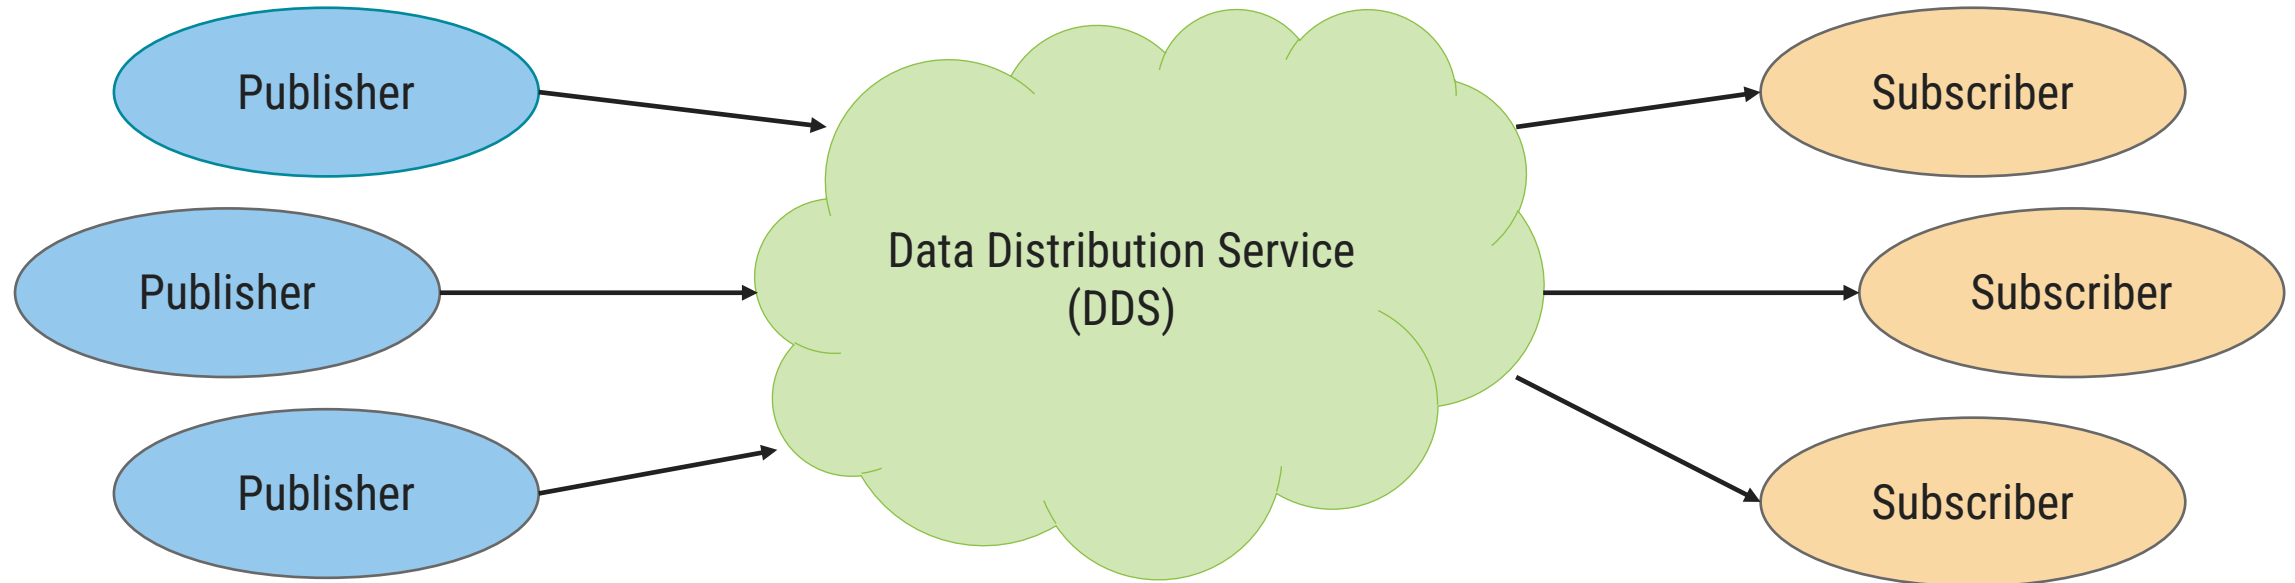 Publisher
Publisher
Publisher
Data Distribution Service
(DDS)
Subscriber
Subscriber
Subscriber